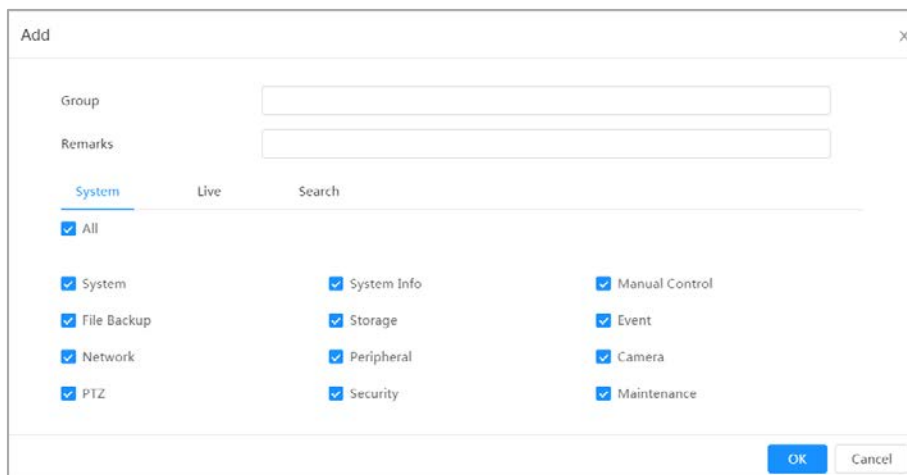 Add
Group
Remarks
System Live Search
All
System System Info Manual Control
File Backup Storage Event
Network Peripheral Camera
PTZ Security Maintenance
OK Cancel